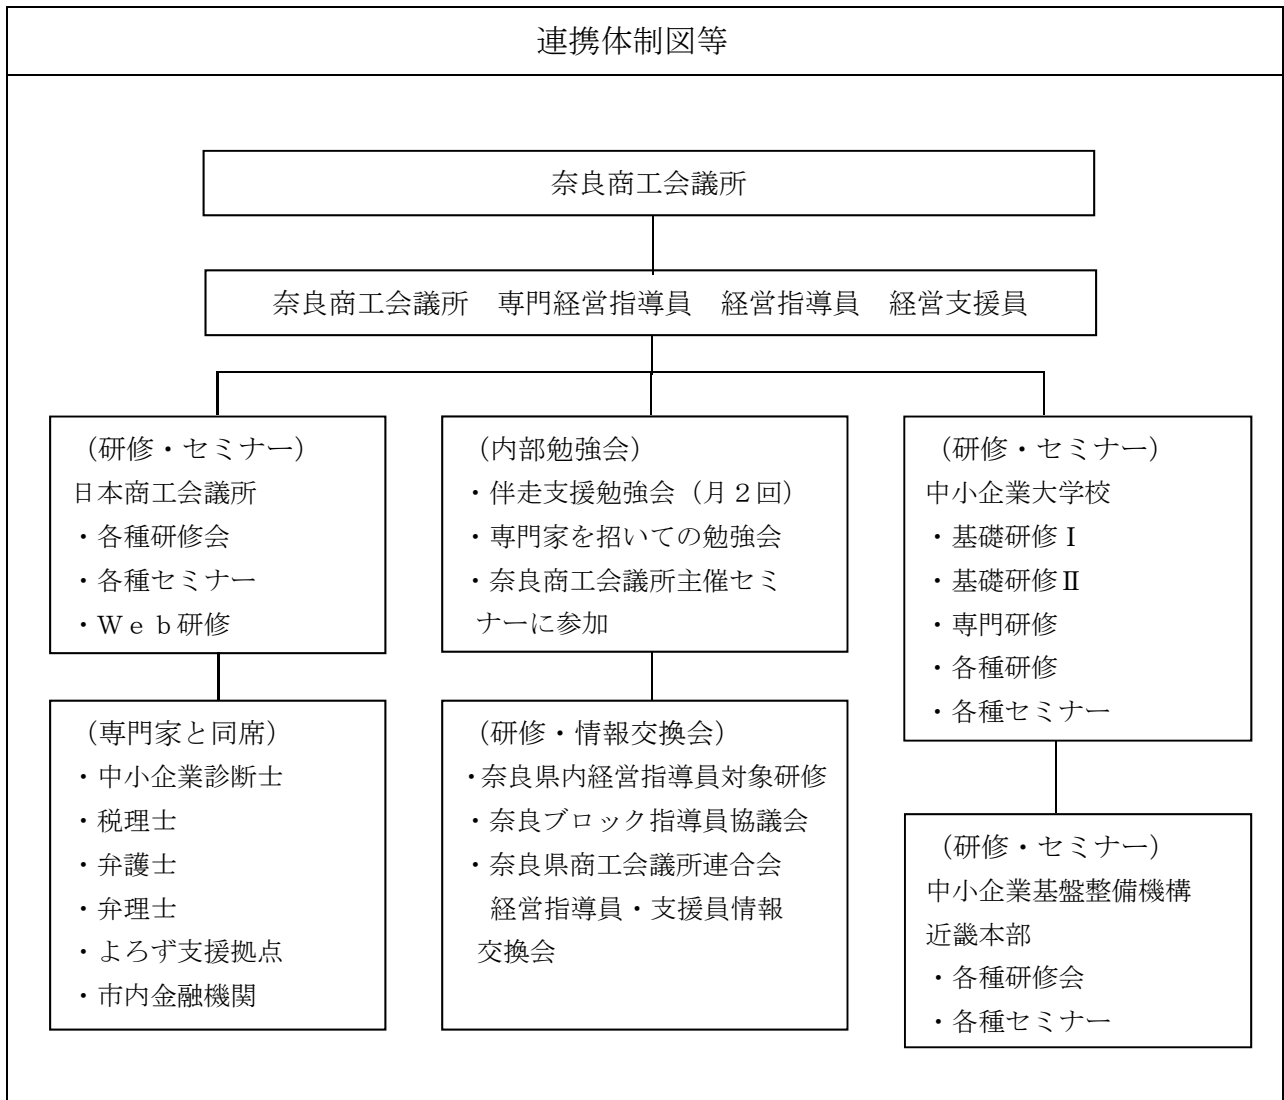 連携体制図等
奈良商工会議所
奈良商工会議所　専門経営指導員　経営指導員　経営支援員
（研修・セミナー）
日本商工会議所
・各種研修会
・各種セミナー
・Ｗｅｂ研修
（内部勉強会）
・伴走支援勉強会（月２回）
・専門家を招いての勉強会
・奈良商工会議所主催セミ
ナーに参加
（研修・セミナー）
中小企業大学校
・基礎研修Ⅰ
・基礎研修Ⅱ
・専門研修
・各種研修
・各種セミナー
（専門家と同席）
・中小企業診断士
・税理士
・弁護士
・弁理士
・よろず支援拠点
・市内金融機関
（研修・情報交換会）
・奈良県内経営指導員対象研修
・奈良ブロック指導員協議会
・奈良県商工会議所連合会
経営指導員・支援員情報
交換会
（研修・セミナー）
中小企業基盤整備機構
近畿本部
・各種研修会
・各種セミナー